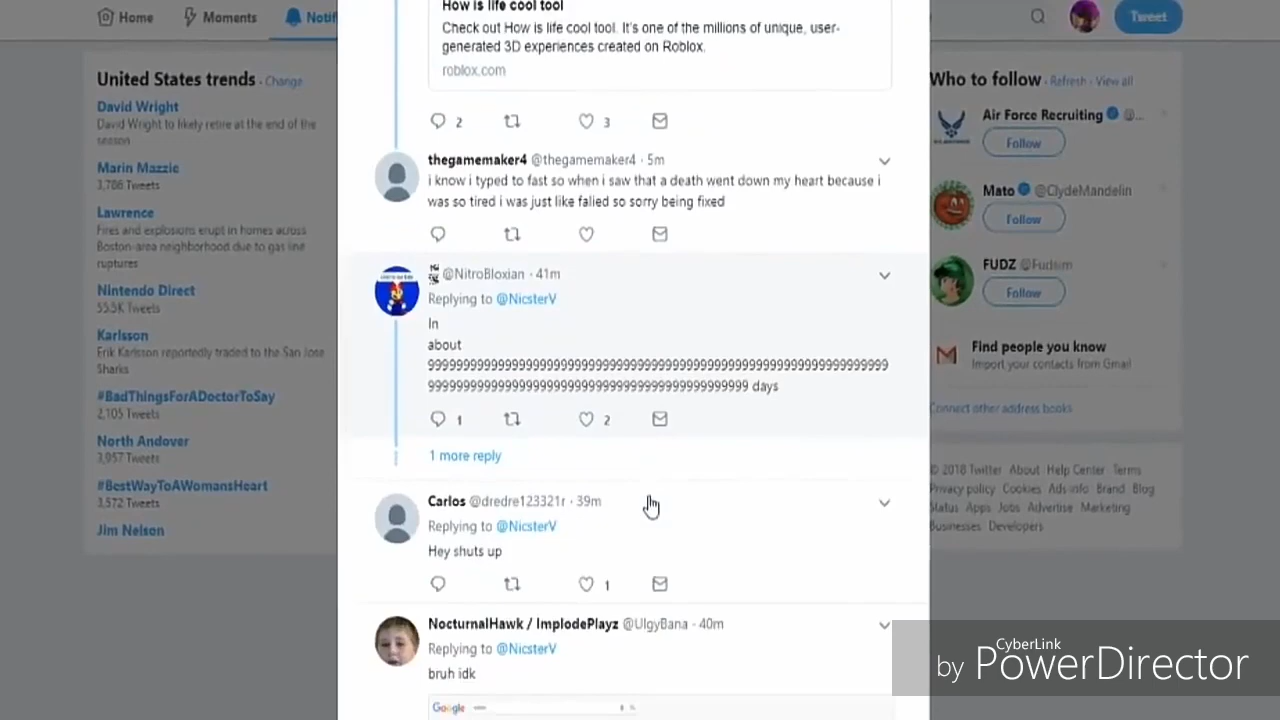 Home
Moments
Notif
Tweet
United States trends · Change
David Wright
David Wright to likely retire at the end of the
season
Marin Mazzie
3,786 Tweets
Lawrence
Fires and explosions erupt in homes across
Boston-area neighborhood due to gas line
ruptures
Nintendo Direct
555K Tweets
Karlsson
Erik Karlsson reportedly traded to the San Jose
Sharks
#BadThingsForADoctorToSay
2,105 Tweets
North Andover
3,957 Tweets
#BestWayToAWomansHeart
3,572 Tweets
Jim Nelson
How is life cool tool
Check out How is life cool tool. It's one of the millions of unique, user-
generated 3D experiences created on Roblox.
roblox.com
2
3
thegamemaker4 @thegamemaker4 · 5m
i know i typed to fast so when i saw that a death went down my heart because i
was so tired i was just like falied so sorry being fixed
@NitroBloxian · 41m
Replying to @NicsterV
In
about
999999999999999999999999999999999999999999999999999999999999999999
9999999999999999999999999999999999999999999999 days
1
2
1 more reply
Carlos @dredre123321r · 39m
Replying to @NicsterV
Hey shuts up
1
NocturnalHawk / ImplodePlayz @UlgyBana · 40m
Replying to @NicsterV
bruh idk
Google
Who to follow · Refresh · View all
Air Force Recruiting @...
Follow
Mato @ClydeMandelin
Follow
FUDZ @Fudsim
Follow
Find people you know
Import your contacts from Gmail
Connect other address books
© 2018 Twitter About Help Center Terms
Privacy policy Cookies Ads info Brand Blog
Status Apps Jobs Advertise Marketing
Businesses Developers
CyberLink
by PowerDirector